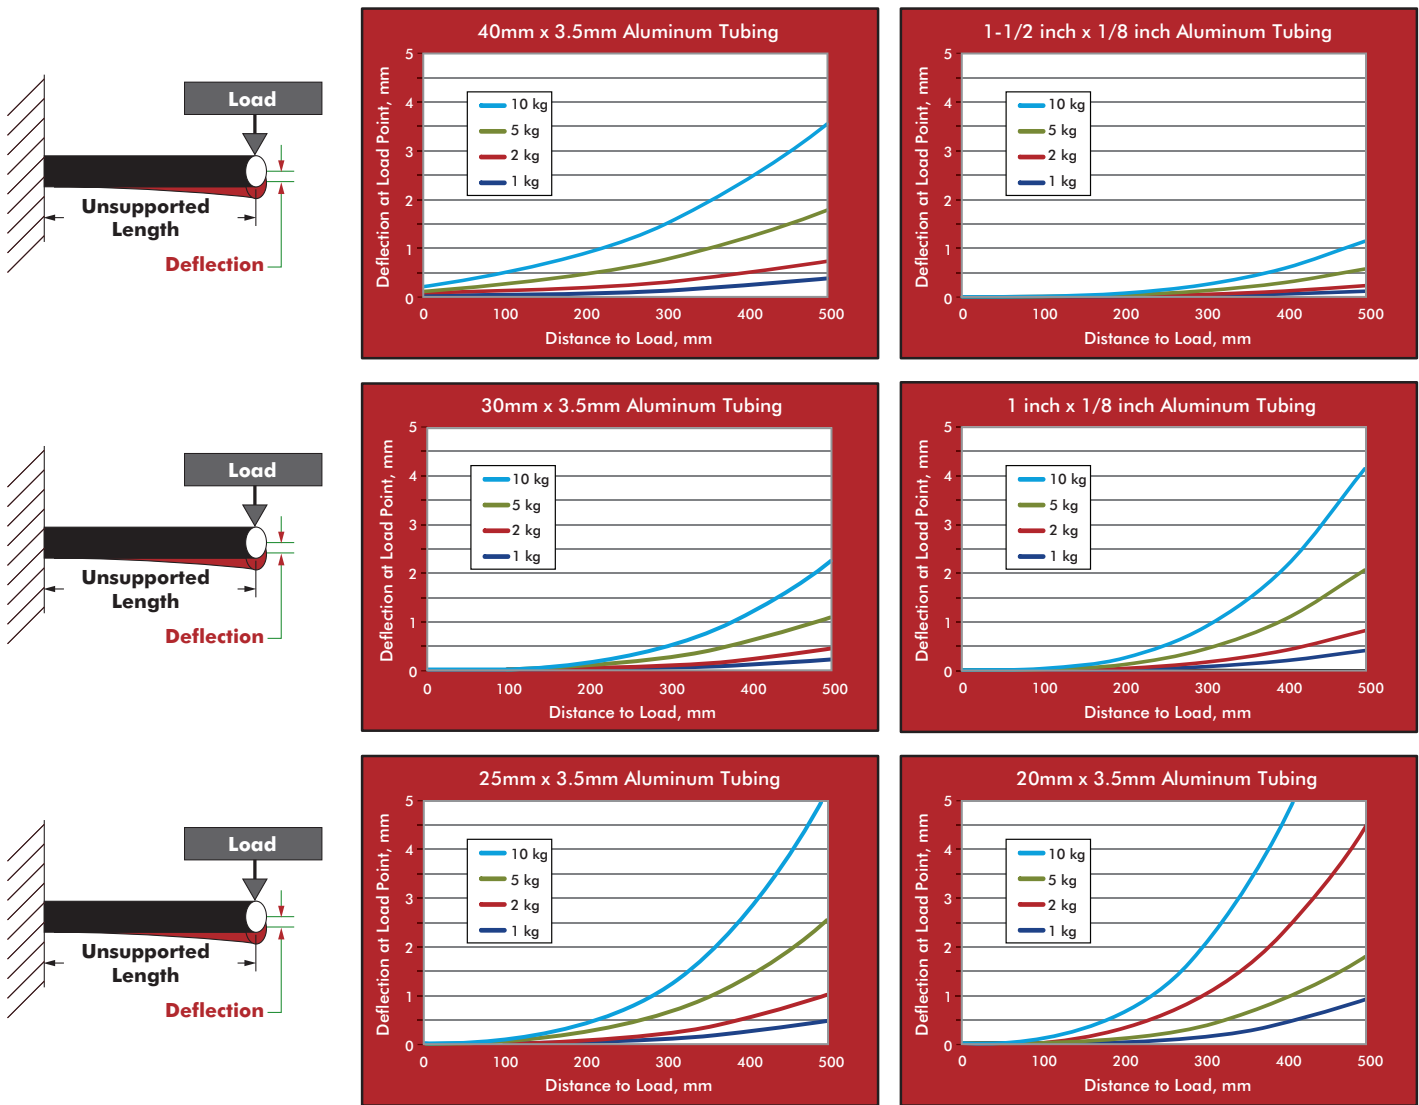 Load
Unsupported
Length
Deflection
40mm x 3.5mm Aluminum Tubing
Deflection at Load Point, mm
5
4
3
2
1
0
10 kg
5 kg
2 kg
1 kg
0 100 200 300 400 500
Distance to Load, mm
1-1/2 inch x 1/8 inch Aluminum Tubing
Deflection at Load Point, mm
5
4
3
2
1
0
10 kg
5 kg
2 kg
1 kg
0 100 200 300 400 500
Distance to Load, mm
Load
Unsupported
Length
Deflection
30mm x 3.5mm Aluminum Tubing
Deflection at Load Point, mm
5
4
3
2
1
0
10 kg
5 kg
2 kg
1 kg
0 100 200 300 400 500
Distance to Load, mm
1 inch x 1/8 inch Aluminum Tubing
Deflection at Load Point, mm
5
4
3
2
1
0
10 kg
5 kg
2 kg
1 kg
0 100 200 300 400 500
Distance to Load, mm
Load
Unsupported
Length
Deflection
25mm x 3.5mm Aluminum Tubing
Deflection at Load Point, mm
5
4
3
2
1
0
10 kg
5 kg
2 kg
1 kg
0 100 200 300 400 500
Distance to Load, mm
20mm x 3.5mm Aluminum Tubing
Deflection at Load Point, mm
5
4
3
2
1
0
10 kg
5 kg
2 kg
1 kg
0 100 200 300 400 500
Distance to Load, mm